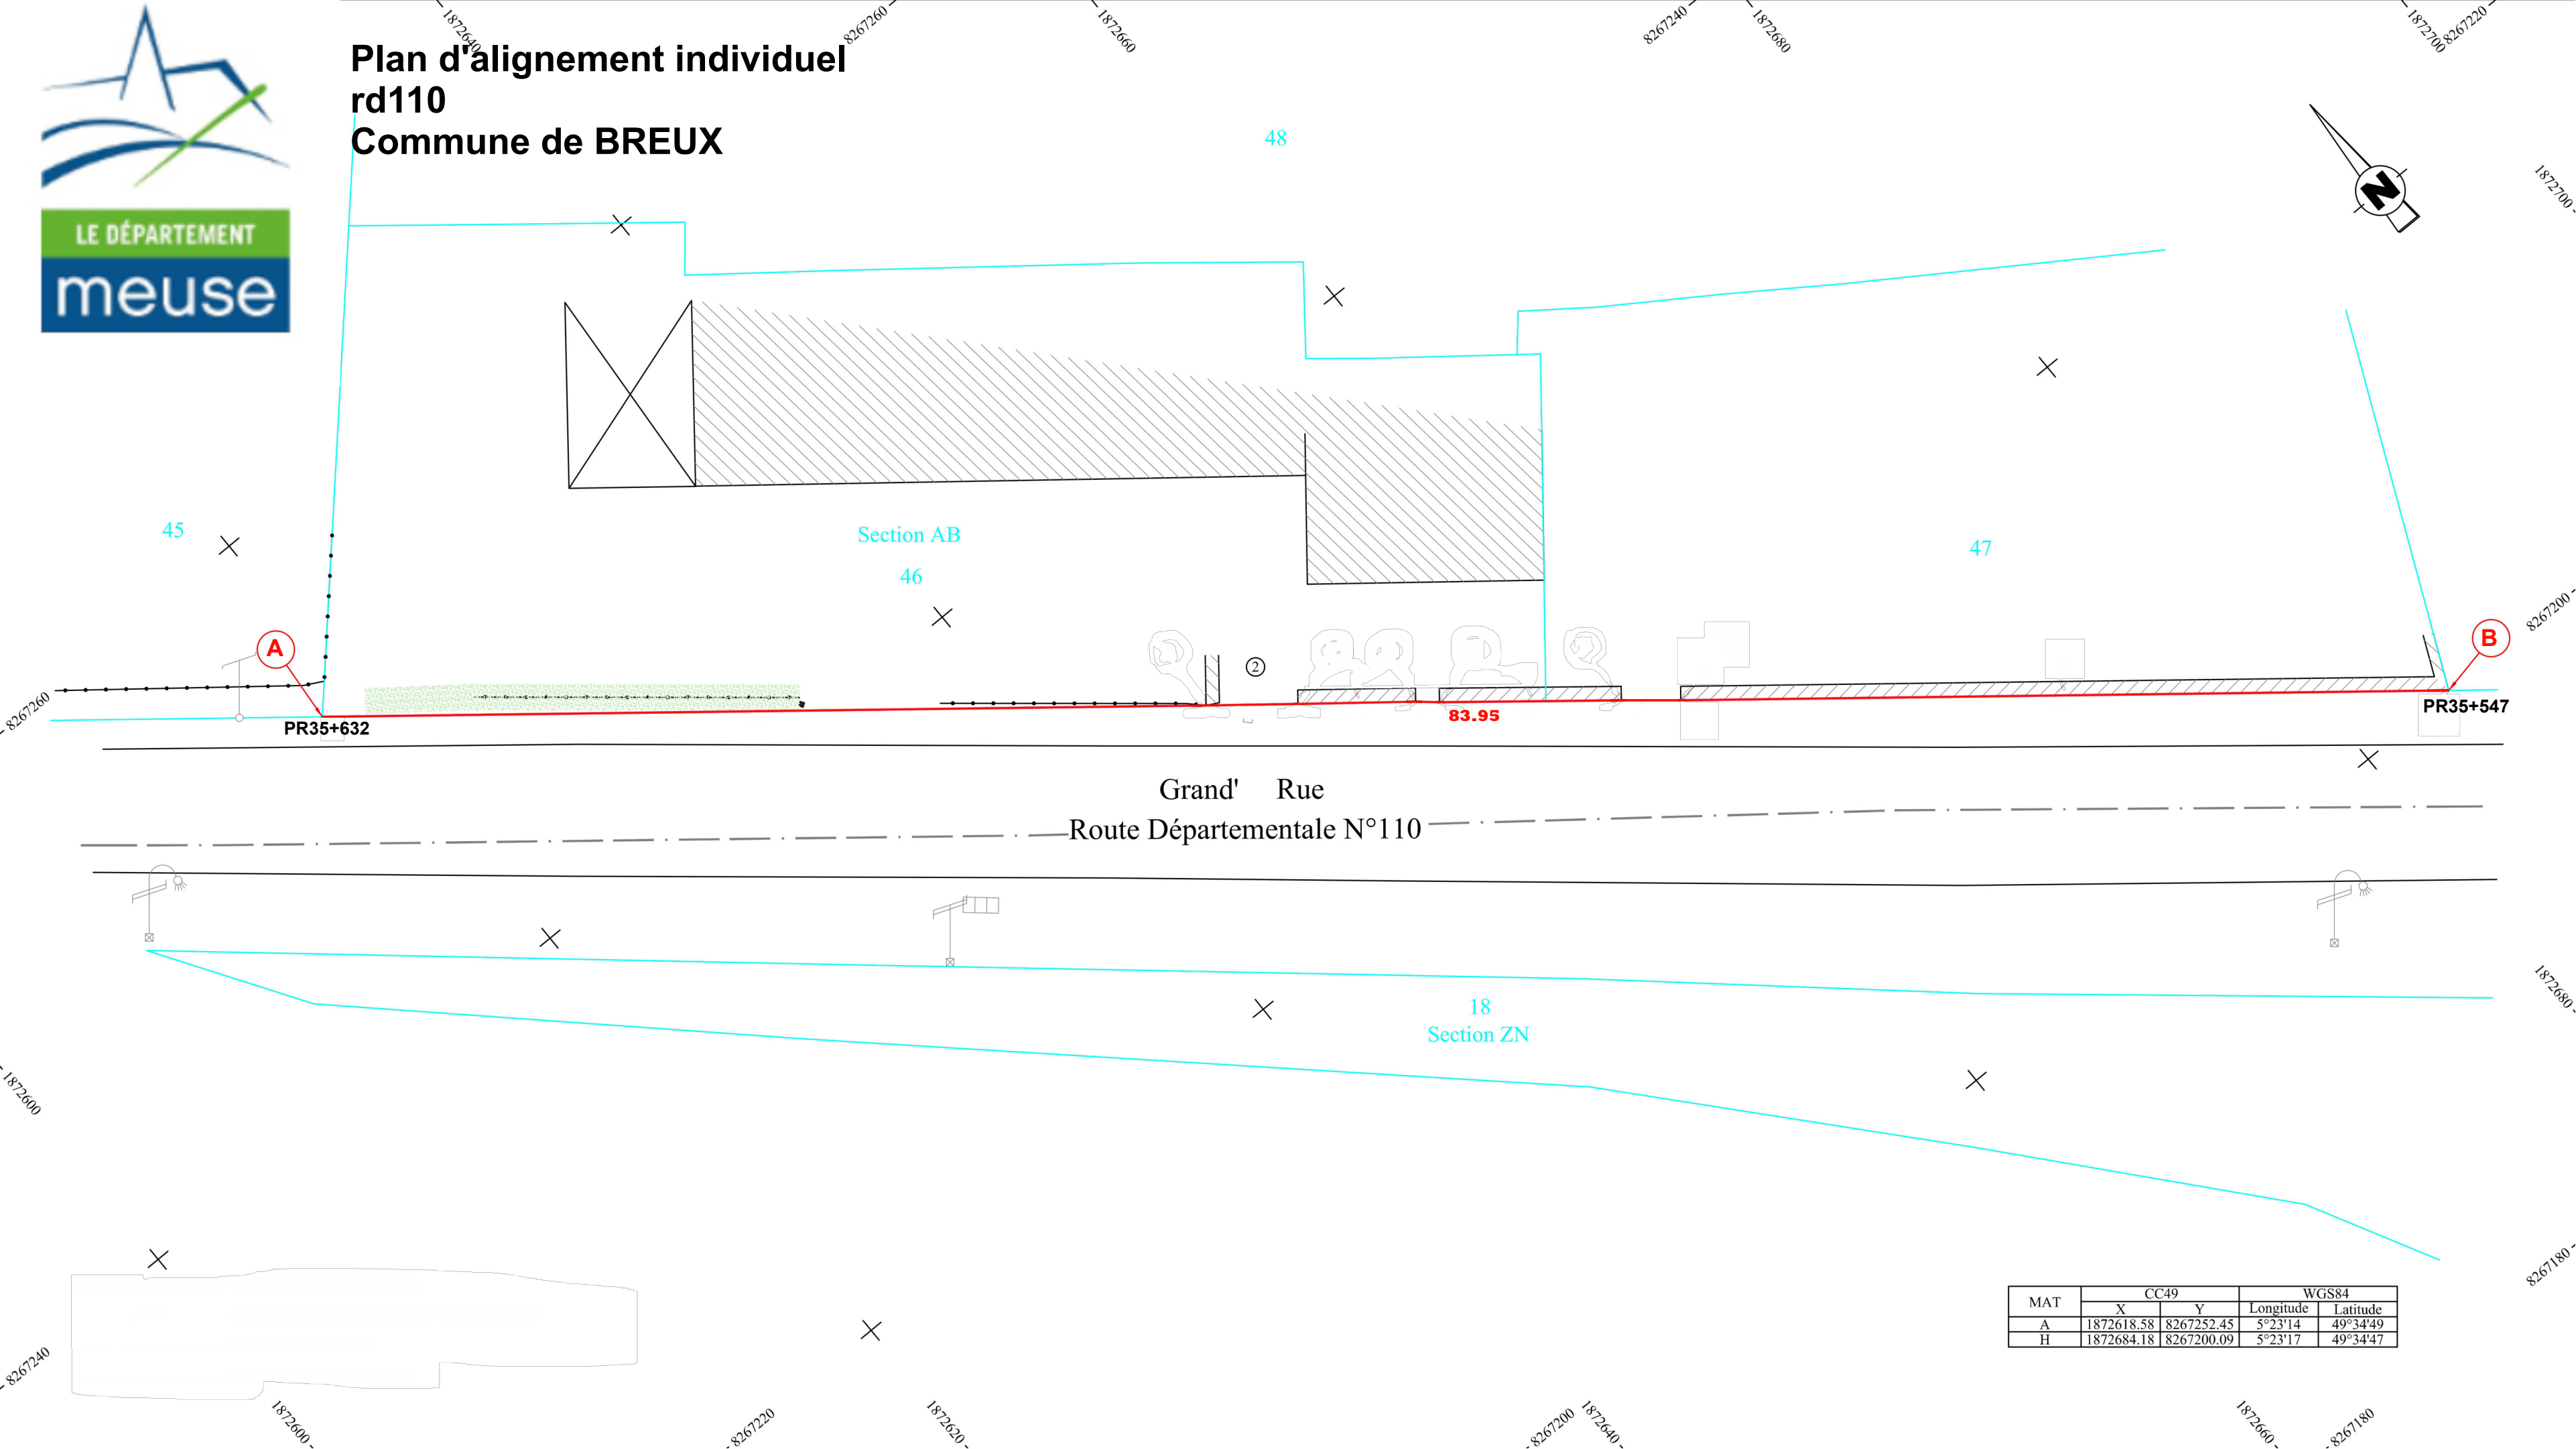 1872640
8267260
1872660
8267240
1872680
1872700
8267220
Plan d'alignement individuel
rd110
Commune de BREUX
LE DÉPARTEMENT
meuse
48
N
1872700
45
Section AB
46
47
8267200
A
2
B
8267260
PR35+632
83.95
PR35+547
Grand' Rue
Route Départementale N°110
18
Section ZN
1872680
1872600
8267180
8267240
MAT CC49 WGS84
X Y Longitude Latitude
A 1872618.58 8267252.45 5°23'14 49°34'49
H 1872684.18 8267200.09 5°23'17 49°34'47
1872600
8267220
1872620
8267200
1872640
1872660
8267180